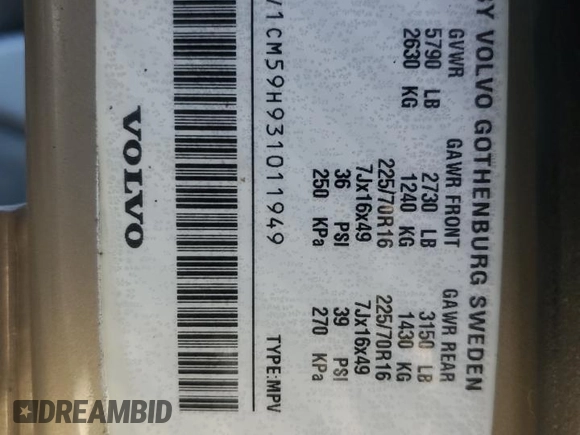 BY VOLVO GOTHENBURG SWEDEN
GVWR GAWR FRONT GAWR REAR
5790 LB 2730 LB 3150 LB
2630 KG 1240 KG 1430 KG
225/70R16 225/70R16
7Jx16x49 7Jx16x49
36 PSI 39 PSI
250 KPa 270 KPa
V1CM59H931011949 TYPE:MPV
VOLVO
DREAMBID